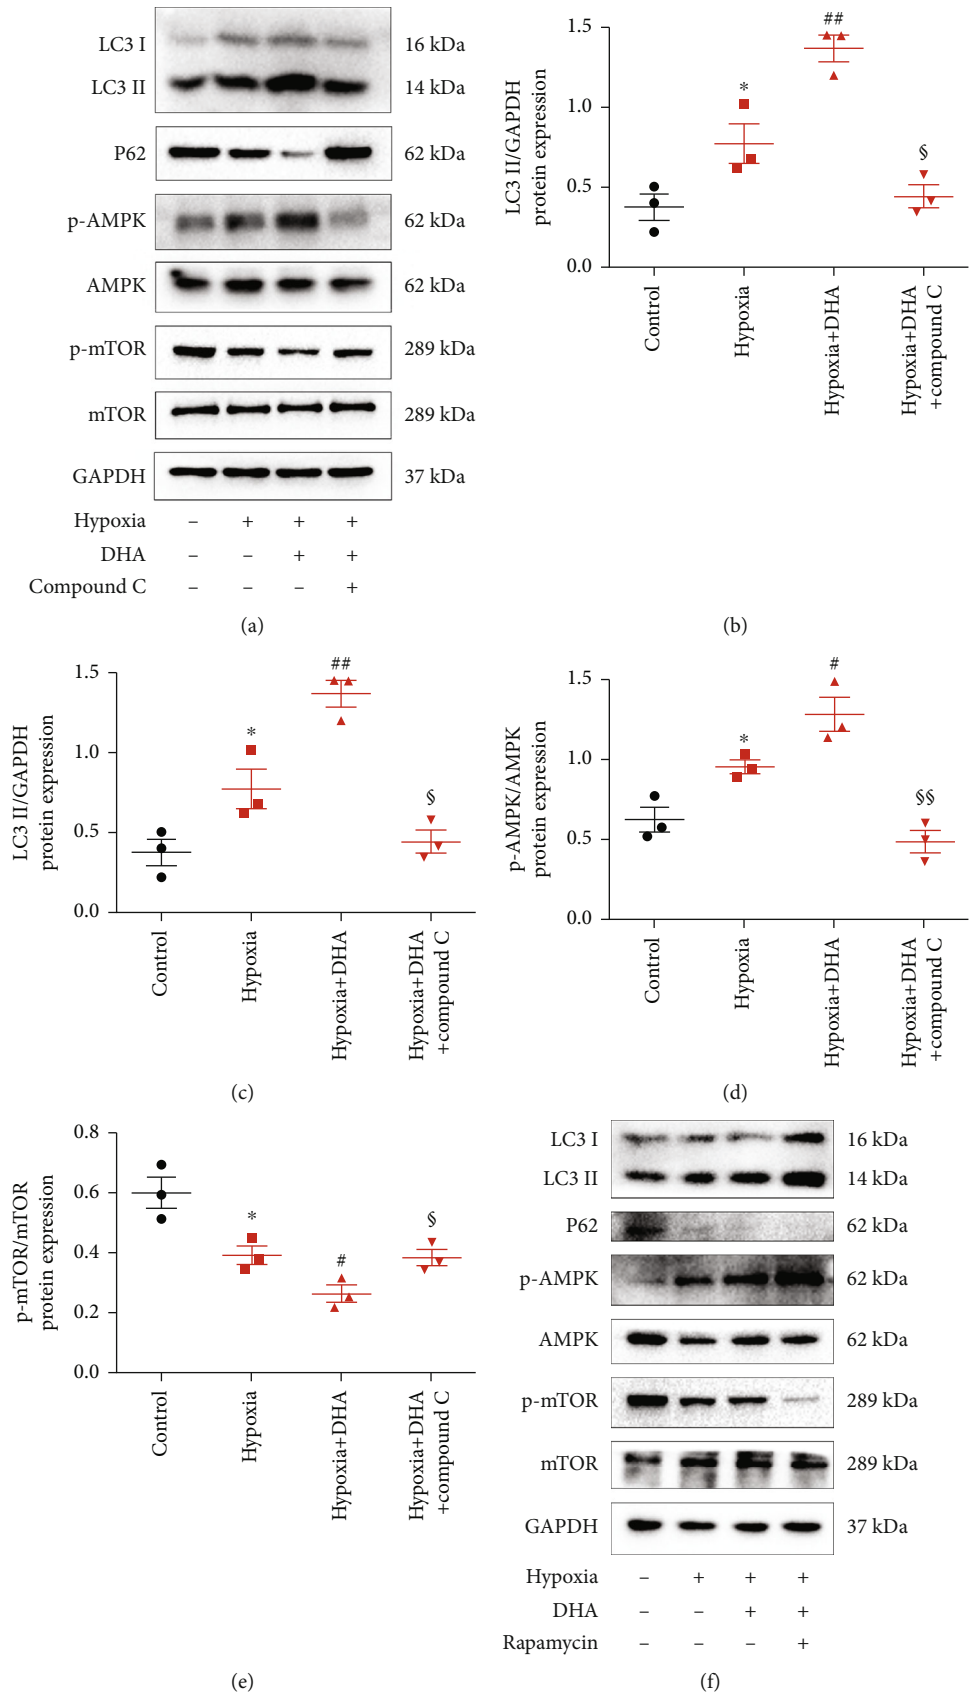 LC3 I 16 kDa
LC3 II 14 kDa
P62 62 kDa
p-AMPK 62 kDa
AMPK 62 kDa
p-mTOR 289 kDa
mTOR 289 kDa
GAPDH 37 kDa
Hypoxia – + + +
DHA – – + +
Compound C – – – +
(a)
LC3 II/GAPDH
protein expression
1.5
1.0
0.5
0.0
*
##
§
Control
Hypoxia
Hypoxia+DHA
Hypoxia+DHA
+compound C
(b)
LC3 II/GAPDH
protein expression
1.5
1.0
0.5
0.0
*
##
§
Control
Hypoxia
Hypoxia+DHA
Hypoxia+DHA
+compound C
(c)
p-AMPK/AMPK
protein expression
1.5
1.0
0.5
0.0
*
#
§§
Control
Hypoxia
Hypoxia+DHA
Hypoxia+DHA
+compound C
(d)
p-mTOR/mTOR
protein expression
0.8
0.6
0.4
0.2
0.0
*
#
§
Control
Hypoxia
Hypoxia+DHA
Hypoxia+DHA
+compound C
(e)
LC3 I 16 kDa
LC3 II 14 kDa
P62 62 kDa
p-AMPK 62 kDa
AMPK 62 kDa
p-mTOR 289 kDa
mTOR 289 kDa
GAPDH 37 kDa
Hypoxia – + + +
DHA – – + +
Rapamycin – – – +
(f)